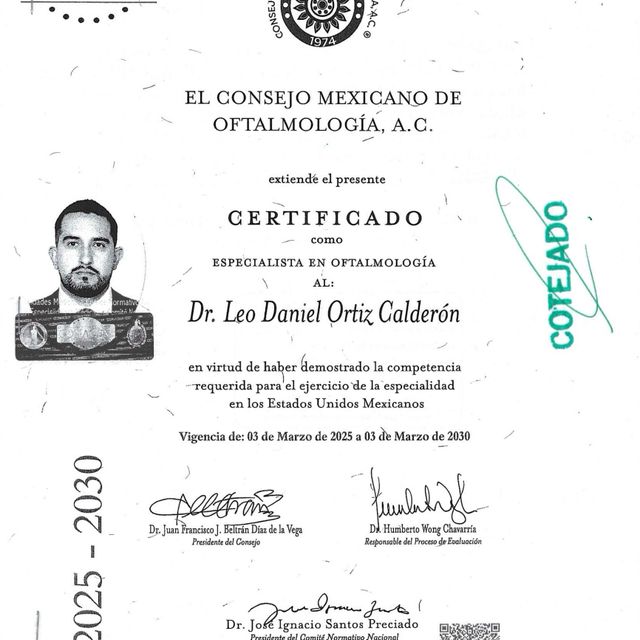 CONSEJ
A.C.
1974
EL CONSEJO MEXICANO DE
OFTALMOLOGÍA, A.C.
extiende el presente
CERTIFICADO
como
ESPECIALISTA EN OFTALMOLOGÍA
AL:
Dr. Leo Daniel Ortiz Calderón
en virtud de haber demostrado la competencia
requerida para el ejercicio de la especialidad
en los Estados Unidos Mexicanos
Vigencia de: 03 de Marzo de 2025 a 03 de Marzo de 2030
COTEJADO
2025 - 2030
Dr. Juan Francisco J. Beltrán Díaz de la Vega
Presidente del Consejo
Dr. Humberto Wong Chavarría
Responsable del Proceso de Evaluación
Dr. José Ignacio Santos Preciado
Presidente del Comité Normativo Nacional